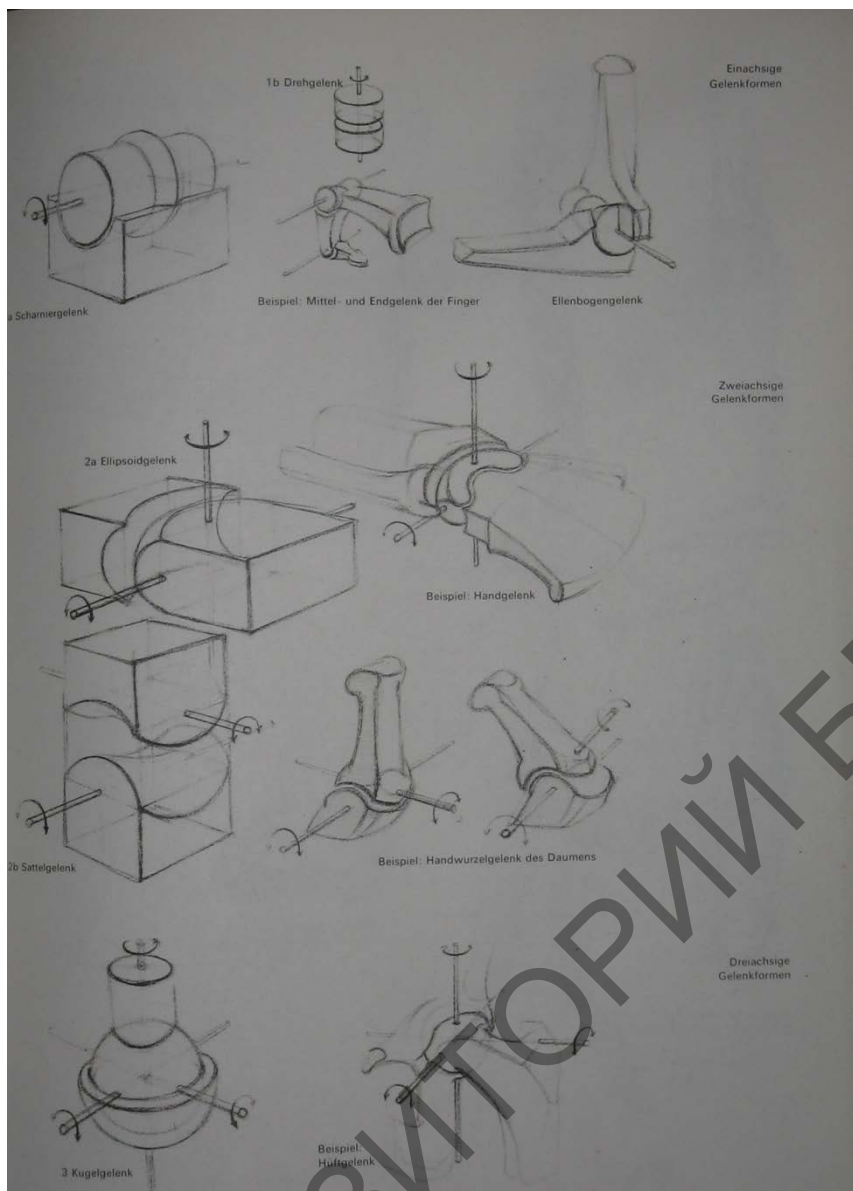 1b Drehgelenk
Einachsige
Gelenkformen
a Scharniergelenk
Beispiel: Mittel- und Endgelenk der Finger
Ellenbogengelenk
Zweiachsige
Gelenkformen
2a Ellipsoidgelenk
Beispiel: Handgelenk
2b Sattelgelenk
Beispiel: Handwurzelgelenk des Daumens
Dreiachsige
Gelenkformen
3 Kugelgelenk
Beispiel:
Hüftgelenk
ВИТОРИЙ Б